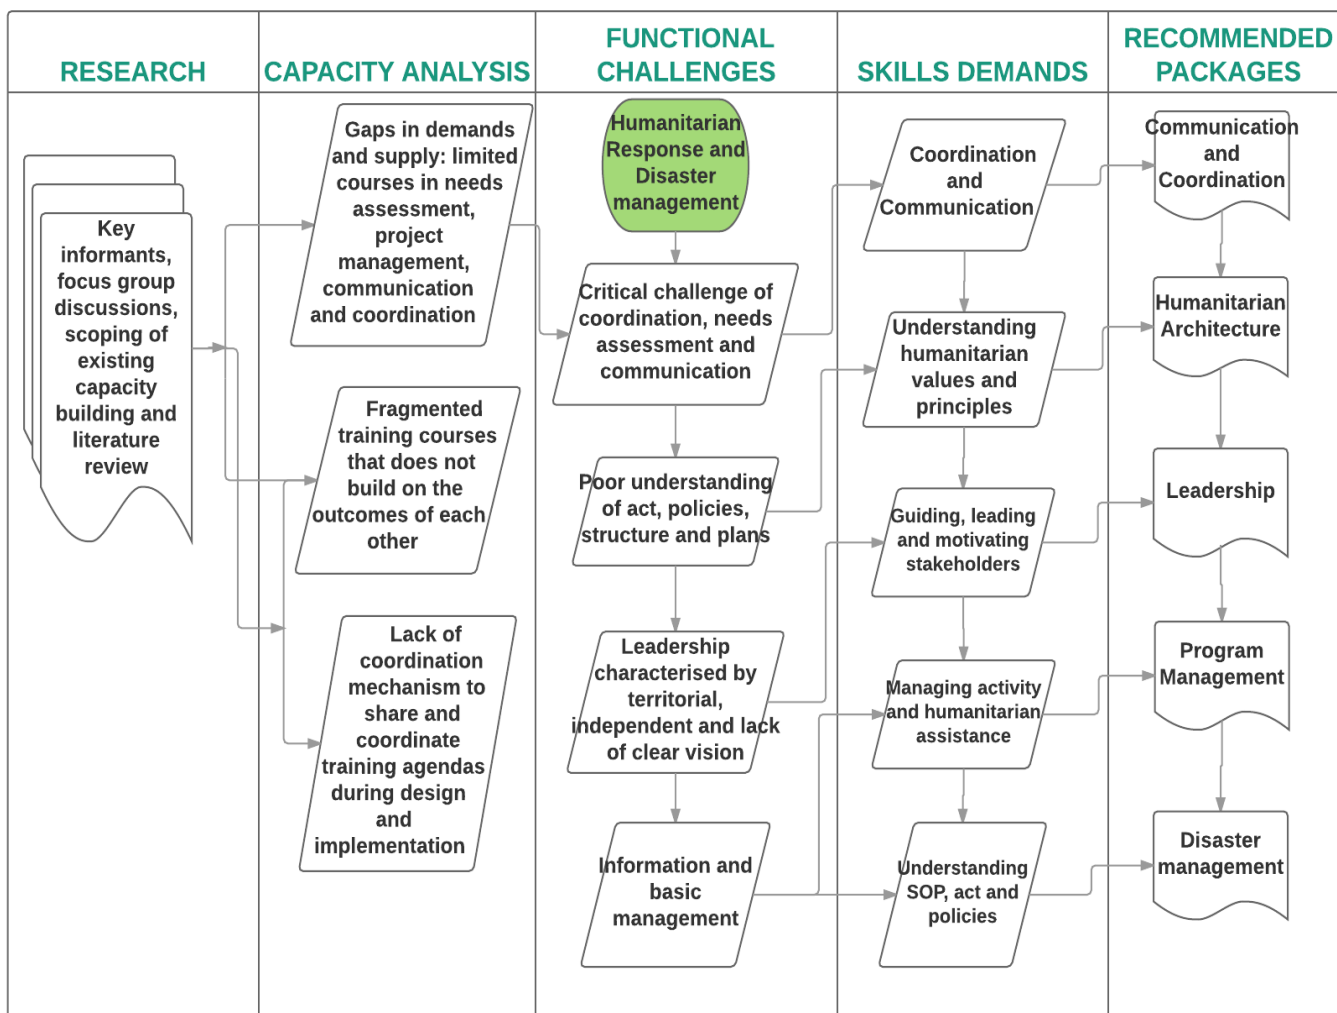 RESEARCH
CAPACITY ANALYSIS
FUNCTIONAL
CHALLENGES
SKILLS DEMANDS
RECOMMENDED
PACKAGES
Key
informants,
focus group
discussions,
scoping of
existing
capacity
building and
literature
review
Gaps in demands
and supply: limited
courses in needs
assessment,
project
management,
communication
and coordination
Fragmented
training courses
that does not
build on the
outcomes of each
other
Lack of
coordination
mechanism to
share and
coordinate
training agendas
during design
and
implementation
Humanitarian
Response and
Disaster
management
Critical challenge of
coordination, needs
assessment and
communication
Poor understanding
of act, policies,
structure and plans
Leadership
characterised by
territorial,
independent and lack
of clear vision
Information and
basic
management
Coordination
and
Communication
Understanding
humanitarian
values and
principles
Guiding, leading
and motivating
stakeholders
Managing activity
and humanitarian
assistance
Understanding
SOP, act and
policies
Communication
and
Coordination
Humanitarian
Architecture
Leadership
Program
Management
Disaster
management